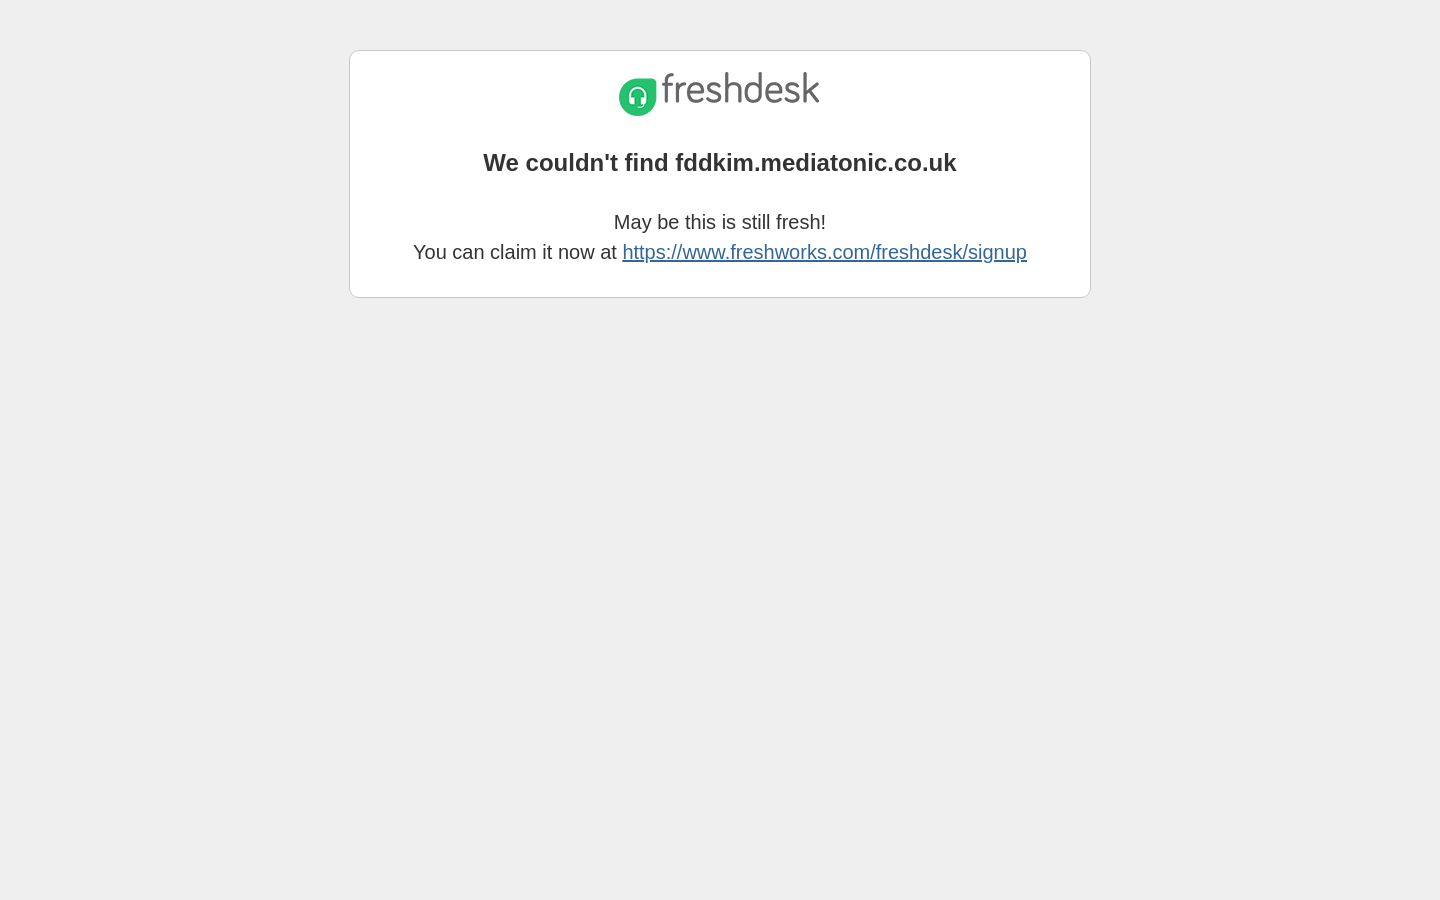 freshdesk
We couldn't find fddkim.mediatonic.co.uk
May be this is still fresh!
You can claim it now at https://www.freshworks.com/freshdesk/signup